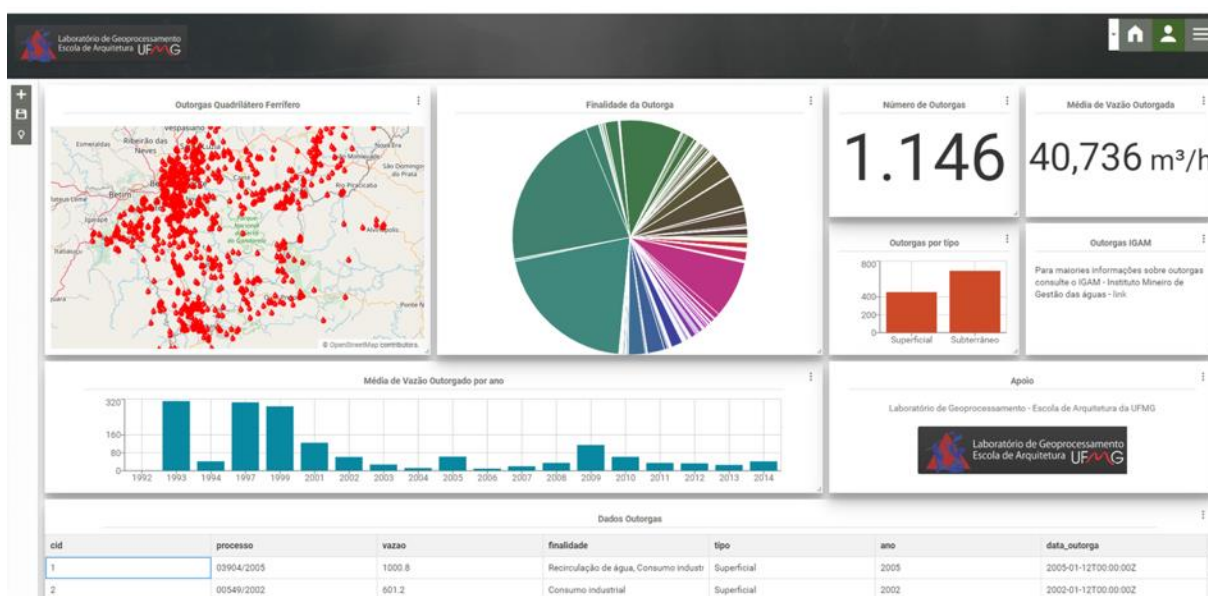 Laboratório de Geoprocessamento
Escola de Arquitetura UFMG
Outorgas Quadrilátero Ferrífero
Finalidade da Outorga
Número de Outorgas
Média de Vazão Outorgada
Vespasiano
Esmeraldas
Ribeirão das
Neves
Nova Era
São Domingos
do Prata
Rio Piracicaba
Betim
Igarapé
Itatiaiuçu
Parque
Nacional
Alvinópolis
Ponte N
© OpenStreetMap contributors.
1.146
40,736 m³/h
Outorgas por tipo
800
400
200
0
Superficial Subterrâneo
Outorgas IGAM
Para maiories informações sobre outorgas
consulte o IGAM - Instituto Mineiro de
Gestão das águas - link
Média de Vazão Outorgado por ano
320
160
80
0
1992 1993 1994 1997 1999 2001 2002 2003 2004 2005 2006 2007 2008 2009 2010 2011 2012 2013 2014
Apoio
Laboratório de Geoprocessamento - Escola de Arquitetura da UFMG
Laboratório de Geoprocessamento
Escola de Arquitetura UFMG
Dados Outorgas
cid processo vazao finalidade tipo ano data_outorga
1 03904/2005 1000.8 Recirculação de água, Consumo industr Superficial 2005 2005-01-12T00:00:00Z
2 00549/2002 601.2 Consumo industrial Superficial 2002 2002-01-12T00:00:00Z